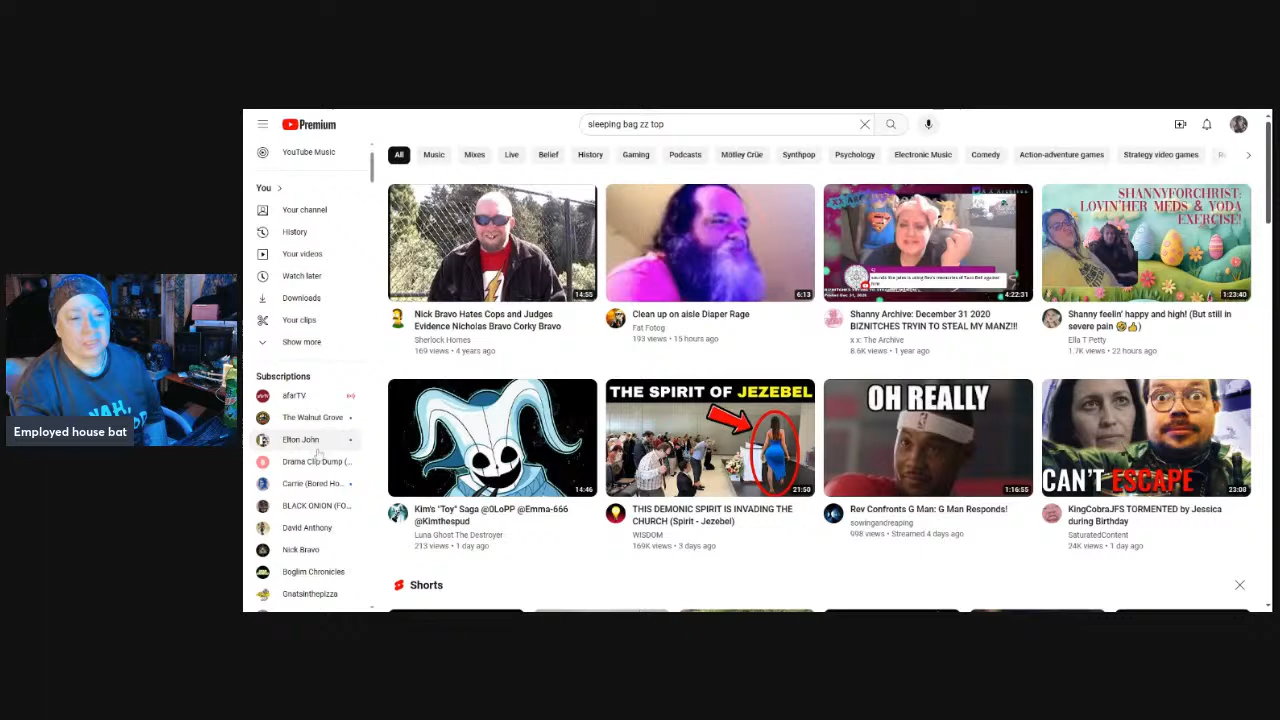 Premium
sleeping bag zz top
YouTube Music
All
Music
Mixes
Live
Belief
History
Gaming
Podcasts
Mötley Crüe
Synthpop
Psychology
Electronic Music
Comedy
Action-adventure games
Strategy video games
You
Your channel
History
Your videos
Watch later
Downloads
Your clips
Show more
Subscriptions
afarTV
The Walnut Grove
Elton John
Drama Clip Dump (...
Carrie (Bored Ho...
BLACK ONION (FO...
David Anthony
Nick Bravo
Boglim Chronicles
Gnatsinthepizza
Employed house bat
14:55
Nick Bravo Hates Cops and Judges
Evidence Nicholas Bravo Corky Bravo
Sherlock Homes
169 views • 4 years ago
6:13
Clean up on aisle Diaper Rage
Fat Fotog
193 views • 15 hours ago
4:22:31
Shanny Archive: December 31 2020
BIZNITCHES TRYIN TO STEAL MY MANZ!!!
x x: The Archive
8.6K views • 1 year ago
SHANNYFORCHRIST:
LOVIN'HER MEDS & YODA
EXERCISE!
1:23:40
Shanny feelin' happy and high! (But still in
severe pain 🤣👍)
Ella T Petty
1.7K views • 22 hours ago
14:46
Kim's "Toy" Saga @0LoPP @Emma-666
@Kimthespud
Luna Ghost The Destroyer
213 views • 1 day ago
THE SPIRIT OF JEZEBEL
21:50
THIS DEMONIC SPIRIT IS INVADING THE
CHURCH (Spirit - Jezebel)
WISDOM
169K views • 3 days ago
OH REALLY
1:16:55
Rev Confronts G Man: G Man Responds!
sowingandreaping
998 views • Streamed 4 days ago
CAN'T ESCAPE
23:08
KingCobraJFS TORMENTED by Jessica
during Birthday
SaturatedContent
24K views • 1 day ago
Shorts